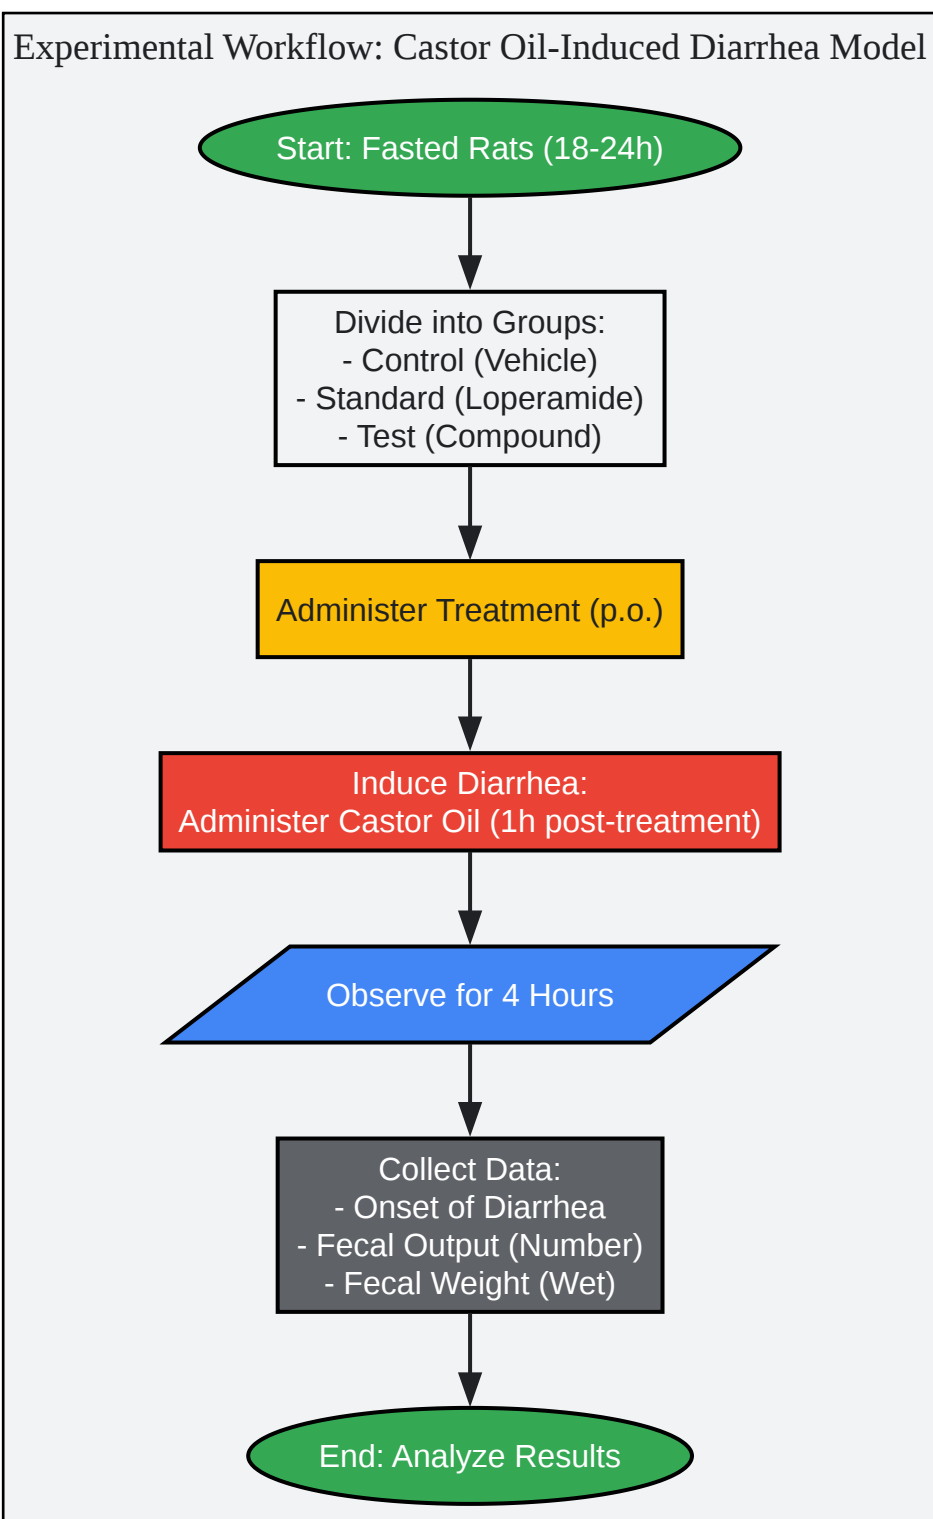 Experimental Workflow: Castor Oil-Induced Diarrhea Model
Start: Fasted Rats (18-24h)
Divide into Groups:
- Control (Vehicle)
- Standard (Loperamide)
- Test (Compound)
Administer Treatment (p.o.)
Induce Diarrhea:
Administer Castor Oil (1h post-treatment)
Observe for 4 Hours
Collect Data:
- Onset of Diarrhea
- Fecal Output (Number)
- Fecal Weight (Wet)
End: Analyze Results